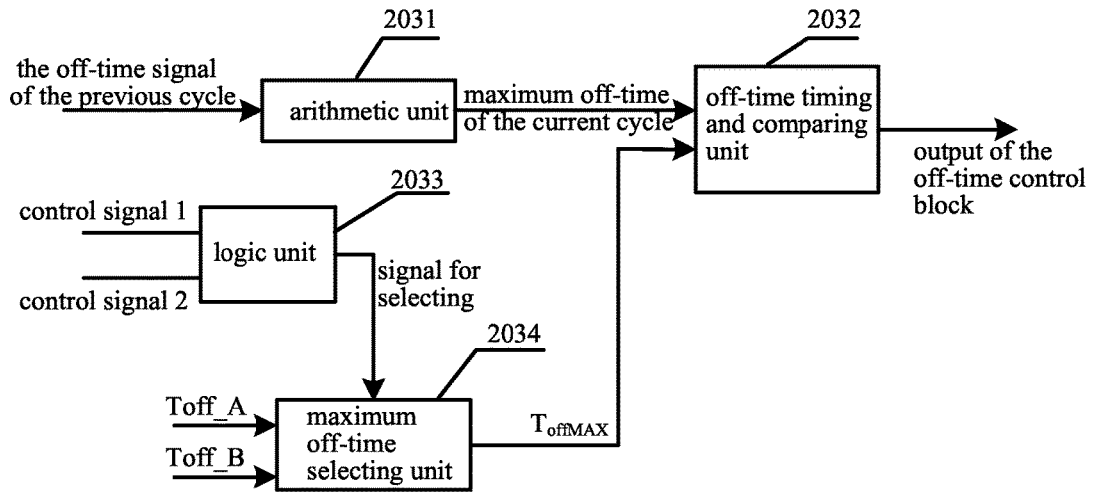 2031
2032
the off-time signal
of the previous cycle
arithmetic unit
maximum off-time
of the current cycle
off-time timing
and comparing
unit
output of the
off-time control
block
2033
control signal 1
logic unit
control signal 2
signal for
selecting
2034
Toff_A
Toff_B
maximum
off-time
selecting unit
ToffMAX